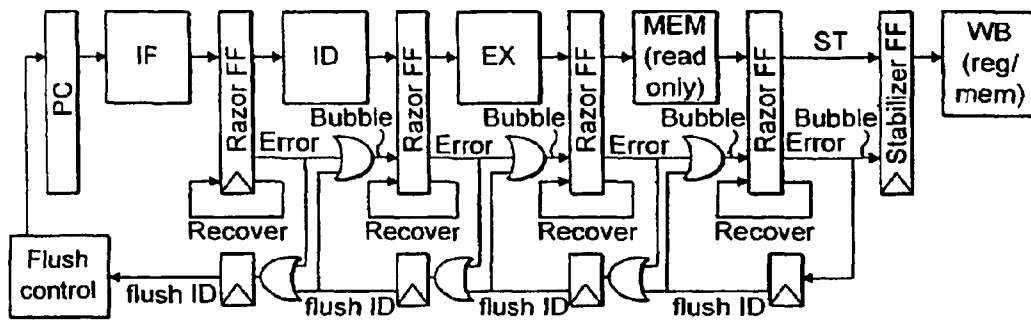 PC
IF
Razor FF
ID
Razor FF
EX
Razor FF
MEM
(read
only)
Razor FF
ST
Stabilizer FF
WB
(reg/
mem)
Error
Bubble
Error
Bubble
Error
Bubble
Error
Bubble
Recover
Recover
Recover
Recover
Flush
control
flush ID
flush ID
flush ID
flush ID